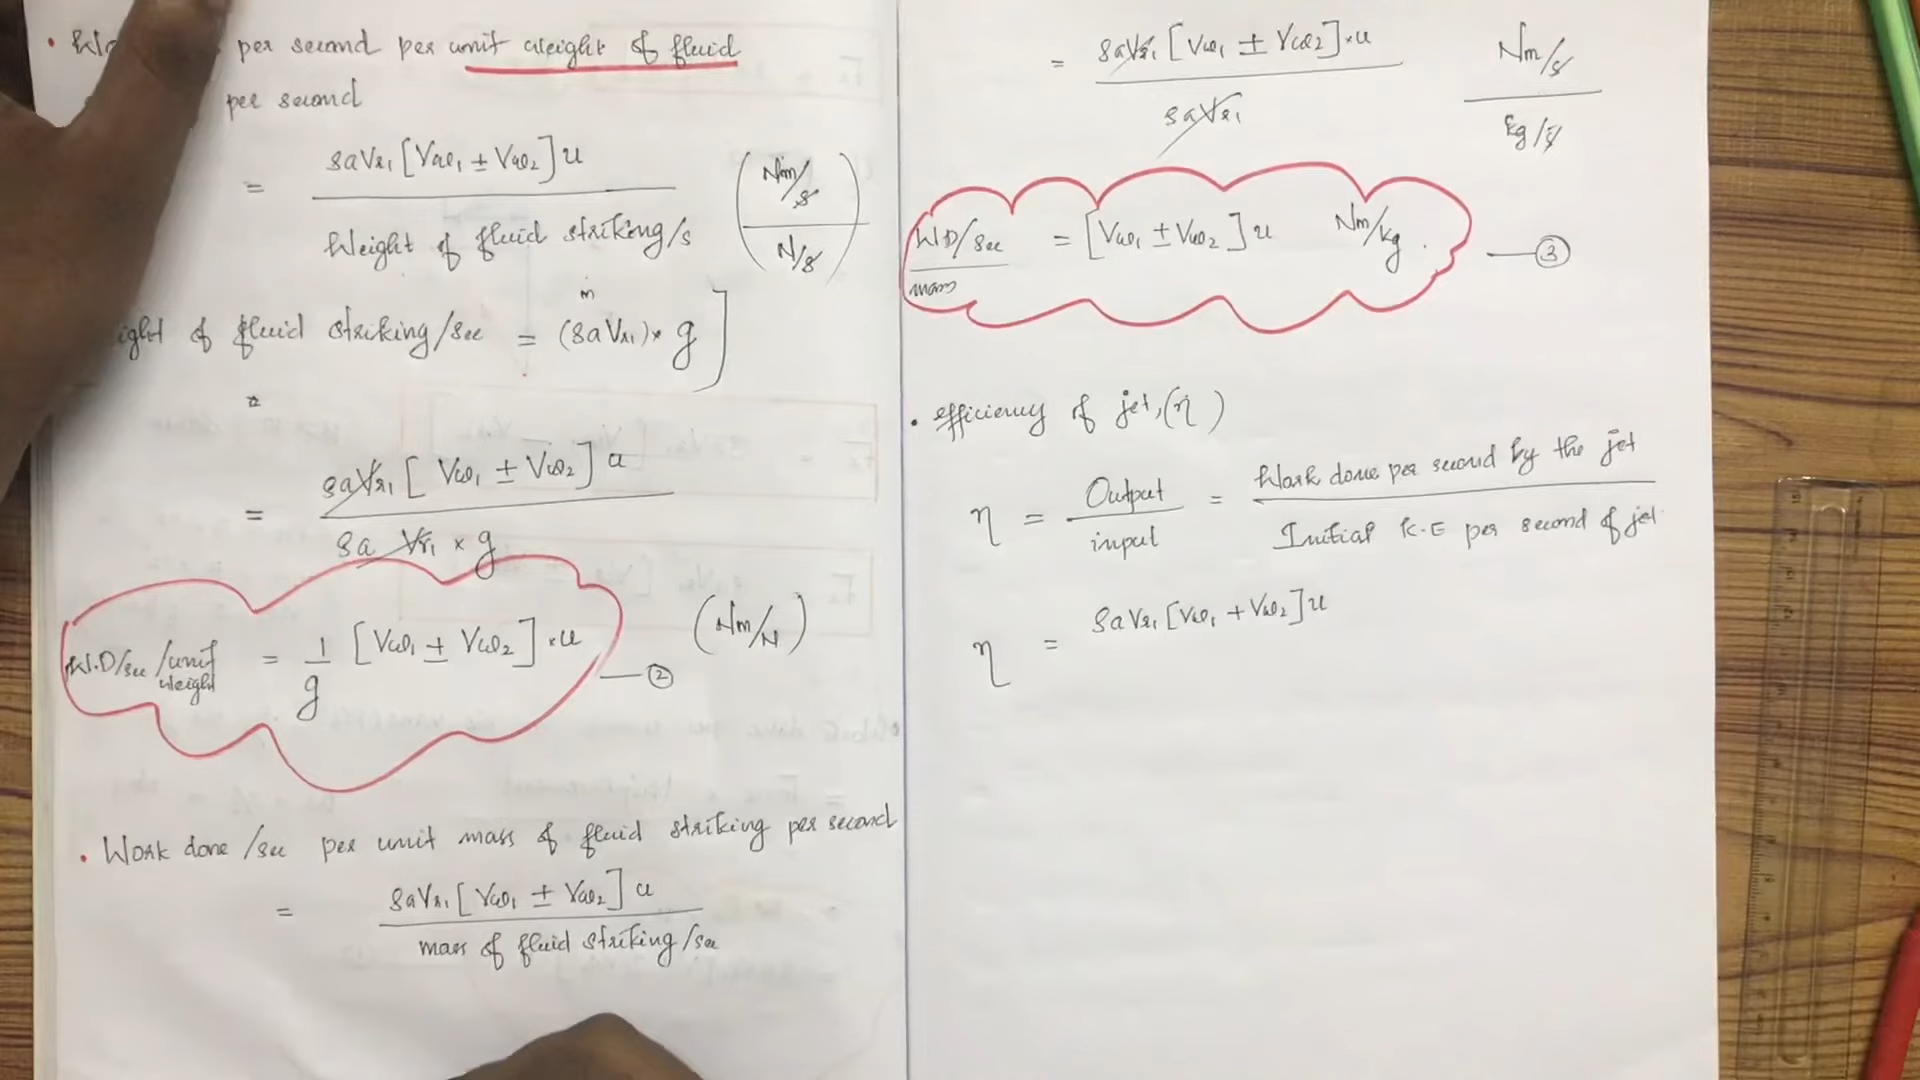 per second per unit weight of fluid
per second
= ρaVr₁[Vw₁ ± Vw₂]u / Weight of fluid striking/s (Nm/s / N/s)
ṁ
of fluid striking/sec = (ρaVr₁) × g]
= ρaVr₁[Vw₁ ± Vw₂]u / ρaVr₁ × g
W.D/sec/unit weight = 1/g [Vw₁ ± Vw₂] × u (Nm/N) — ②
• Work done/sec per unit mass of fluid striking per second
= ρaVr₁[Vw₁ ± Vw₂]u / mass of fluid striking/sec
= ρaVr₁[Vw₁ ± Vw₂] × u / ρaVr₁ Nm/s / kg/s
W.D/sec / mass = [Vw₁ ± Vw₂]u Nm/kg. — ③
• efficiency of jet, (η)
η = Output / input = Work done per second by the jet / Initial K.E per second of jet
η = ρaVr₁[Vw₁ + Vw₂]u